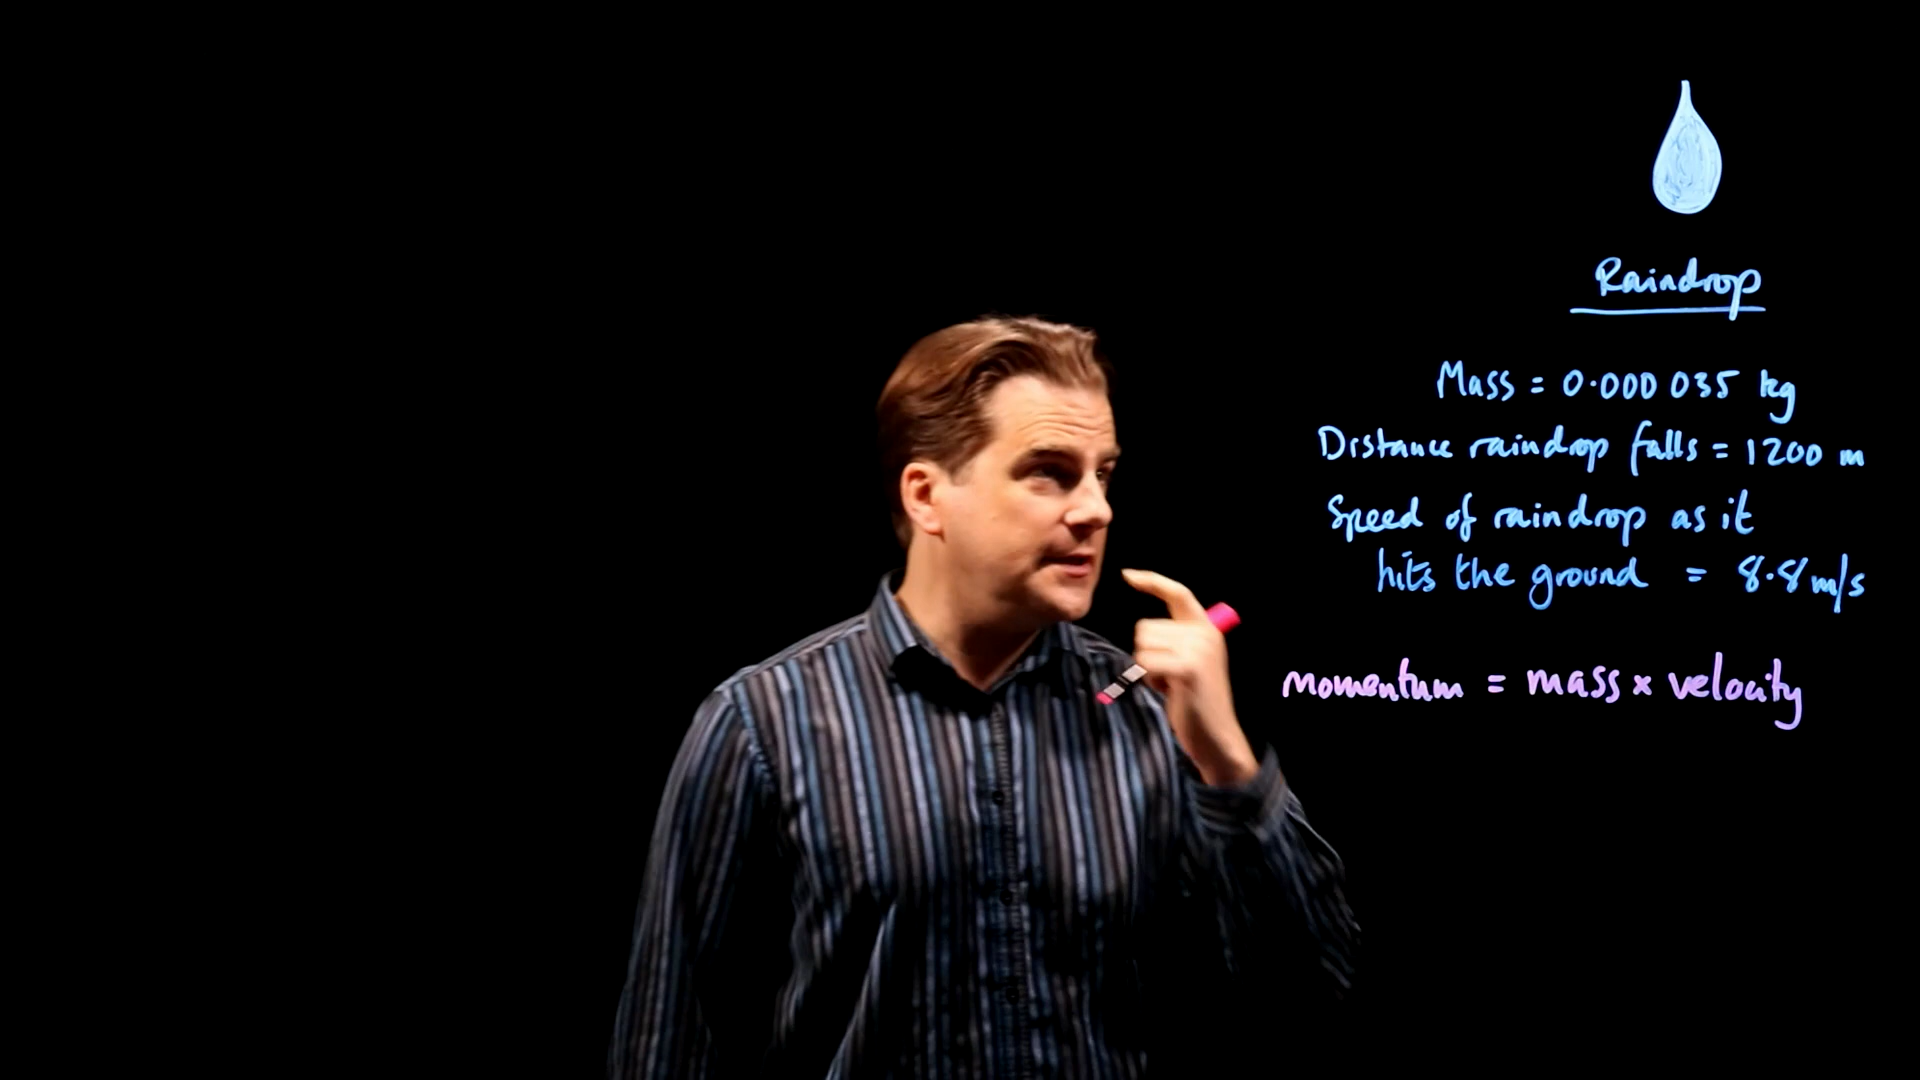 Raindrop
Mass = 0.000 035 kg
Distance raindrop falls = 1200 m
Speed of raindrop as it
hits the ground = 8.8 m/s
momentum = mass x velocity